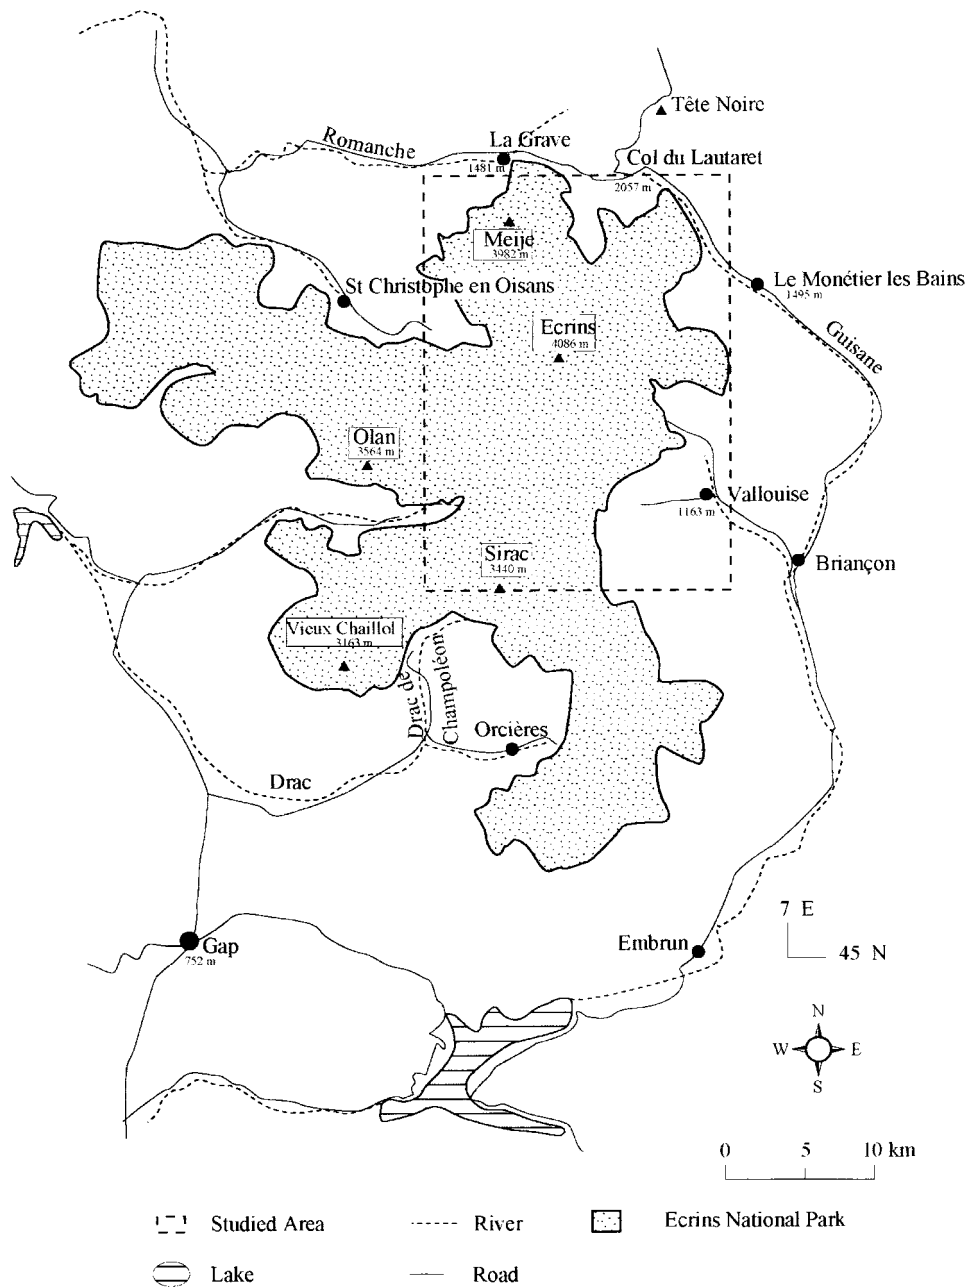 Tête Noire
Romanche
La Grave
1481 m
Col du Lautaret
2057 m
Meije
3982 m
St Christophe en Oisans
Le Monétier les Bains
1495 m
Ecrins
4086 m
Guisane
Olan
3564 m
Vallouise
1163 m
Sirac
3440 m
Briançon
Vieux Chaillol
3163 m
Drac de
Champoléon
Orcières
Drac
7 E
45 N
Embrun
Gap
752 m
N
W E
S
0 5 10 km
Studied Area
River
Ecrins National Park
Lake
Road